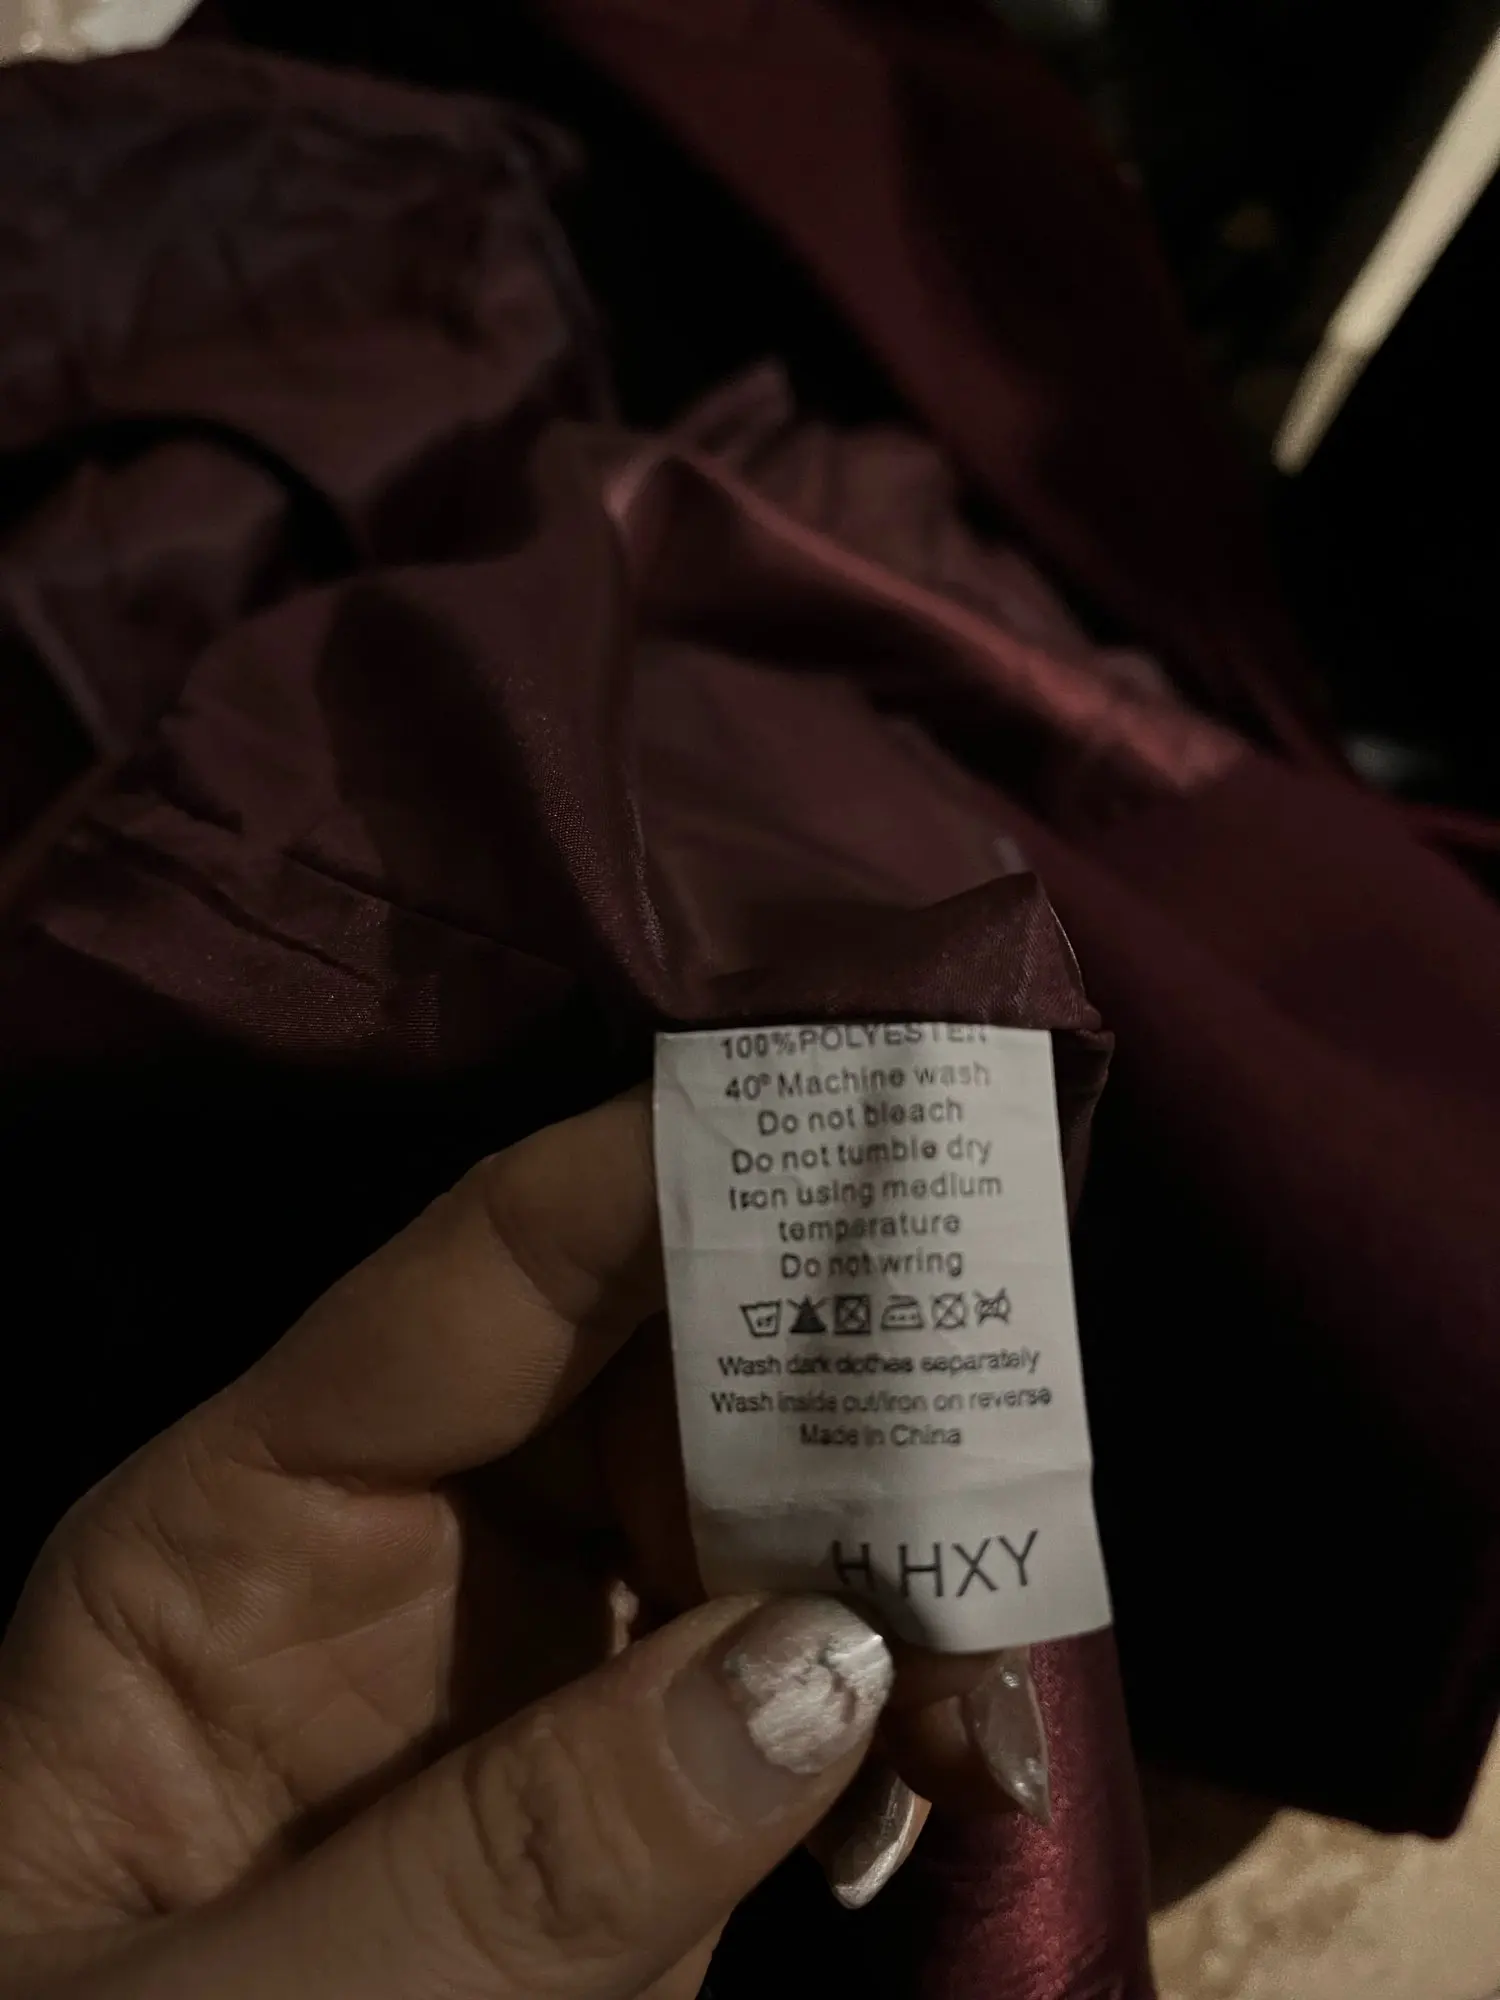 100%POLYESTER
40° Machine wash
Do not bleach
Do not tumble dry
Iron using medium
temperature
Do not wring
Wash dark clothes separately
Wash inside out/iron on reverse
Made in China
H HXY